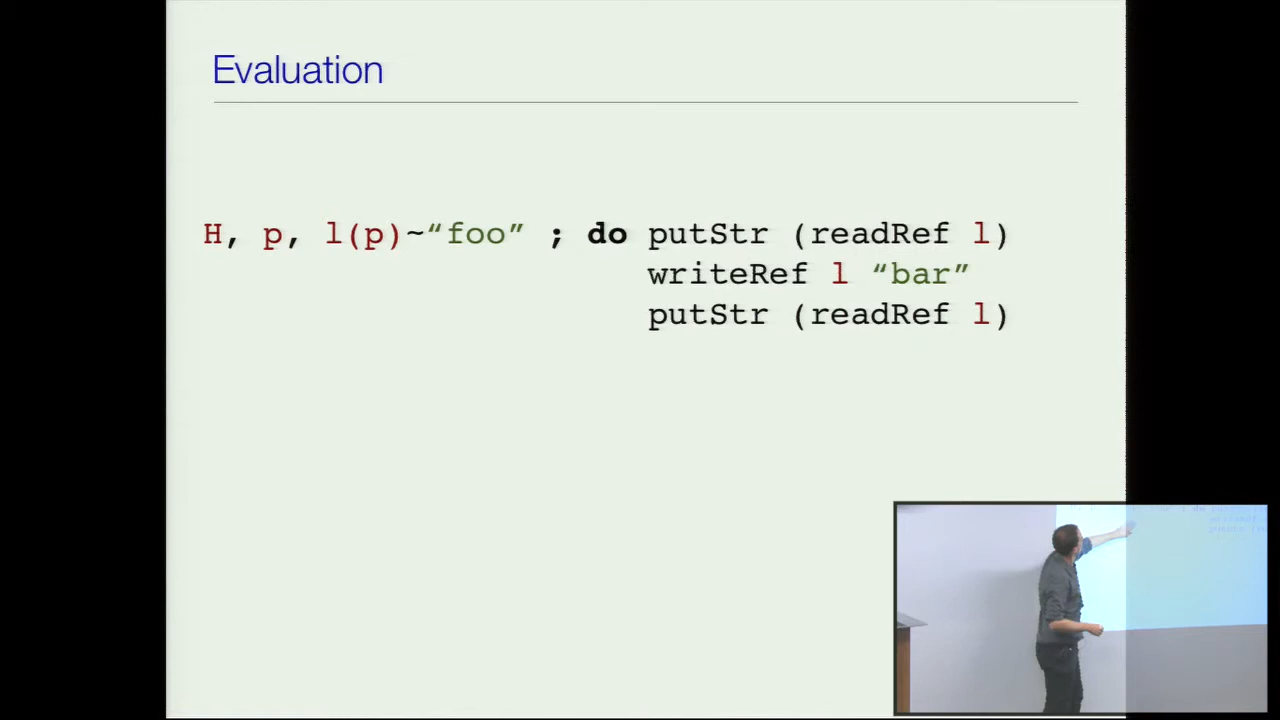 Evaluation
H, p, l(p)~“foo” ; do putStr (readRef l)
writeRef l “bar”
putStr (readRef l)